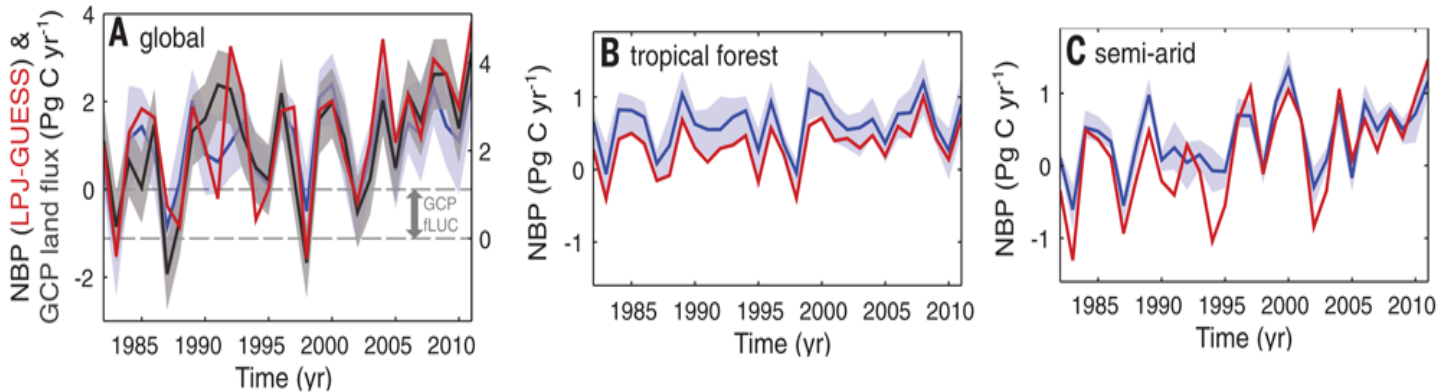 NBP (LPJ-GUESS) &
GCP land flux (Pg C yr⁻¹)
A global
4
2
0
-2
4
2
0
GCP
fLUC
1985 1990 1995 2000 2005 2010
Time (yr)
NBP (Pg C yr⁻¹)
B tropical forest
1
0
-1
1985 1990 1995 2000 2005 2010
Time (yr)
NBP (Pg C yr⁻¹)
C semi-arid
1
0
-1
1985 1990 1995 2000 2005 2010
Time (yr)